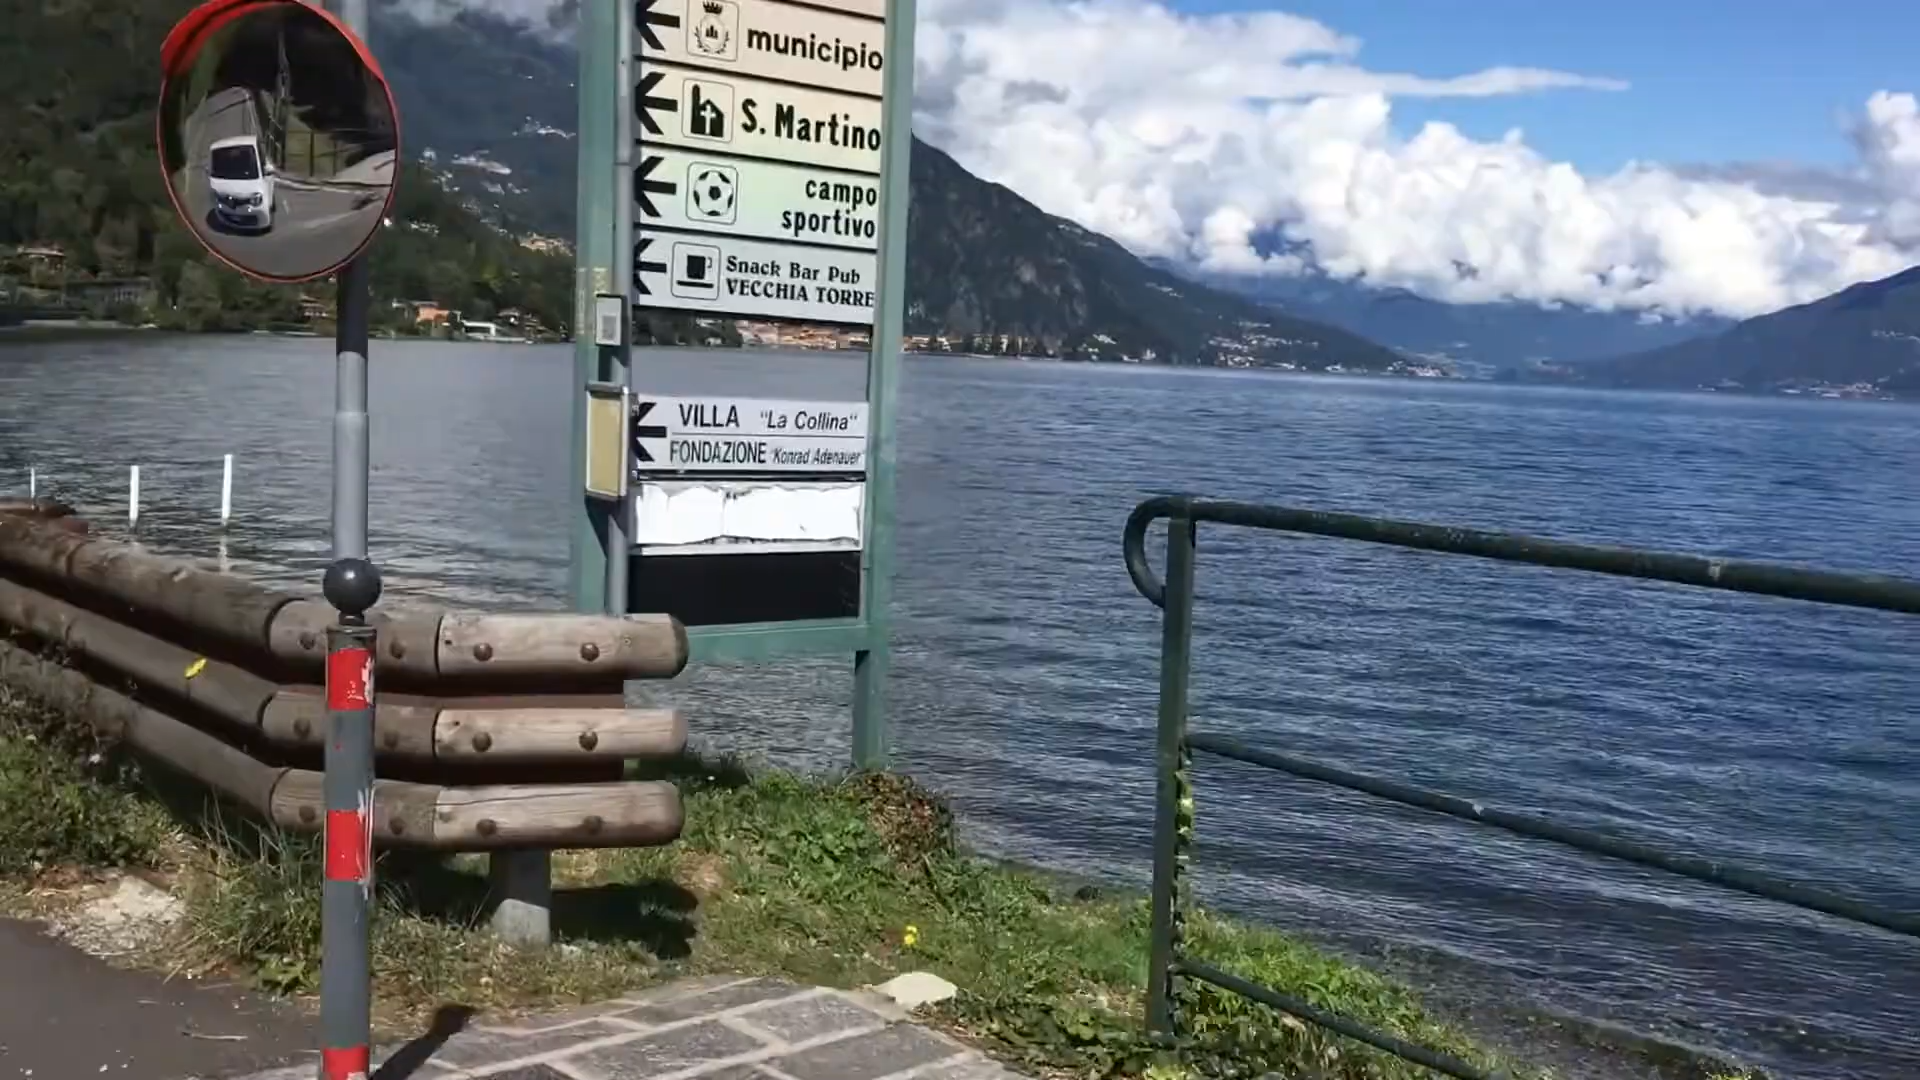 municipio
S. Martino
campo
sportivo
Snack Bar Pub
VECCHIA TORRE
VILLA "La Collina"
FONDAZIONE "Konrad Adenauer"